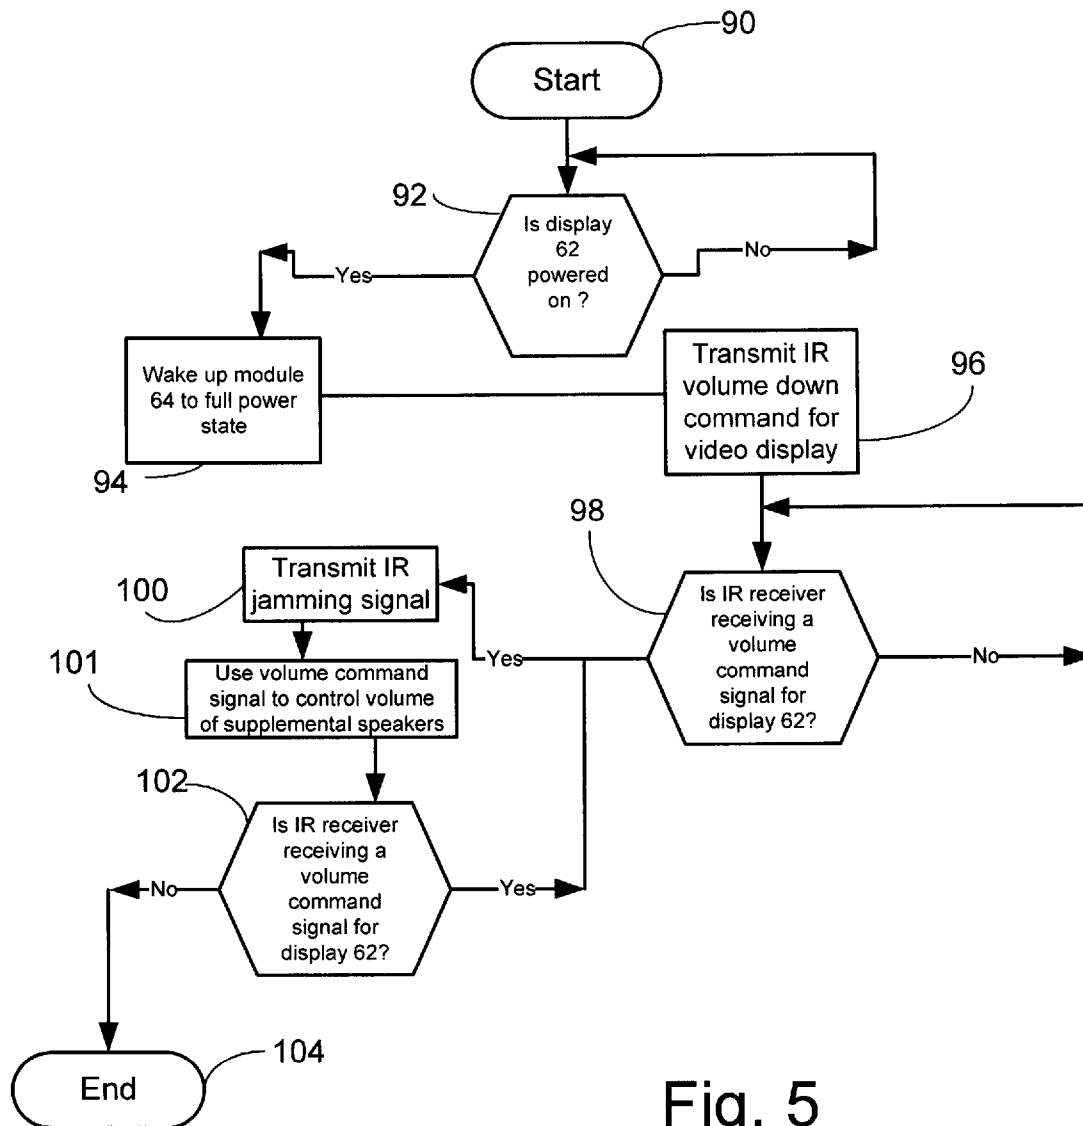 90
Start
92
Is display
62
powered
on ?
No
Yes
Wake up module
64 to full power
state
94
Transmit IR
volume down
command for
video display
96
98
Is IR receiver
receiving a
volume
command
signal for
display 62?
No
Yes
100
Transmit IR
jamming signal
101
Use volume command
signal to control volume
of supplemental speakers
102
Is IR receiver
receiving a
volume
command
signal for
display 62?
No
Yes
End
104
Fig. 5